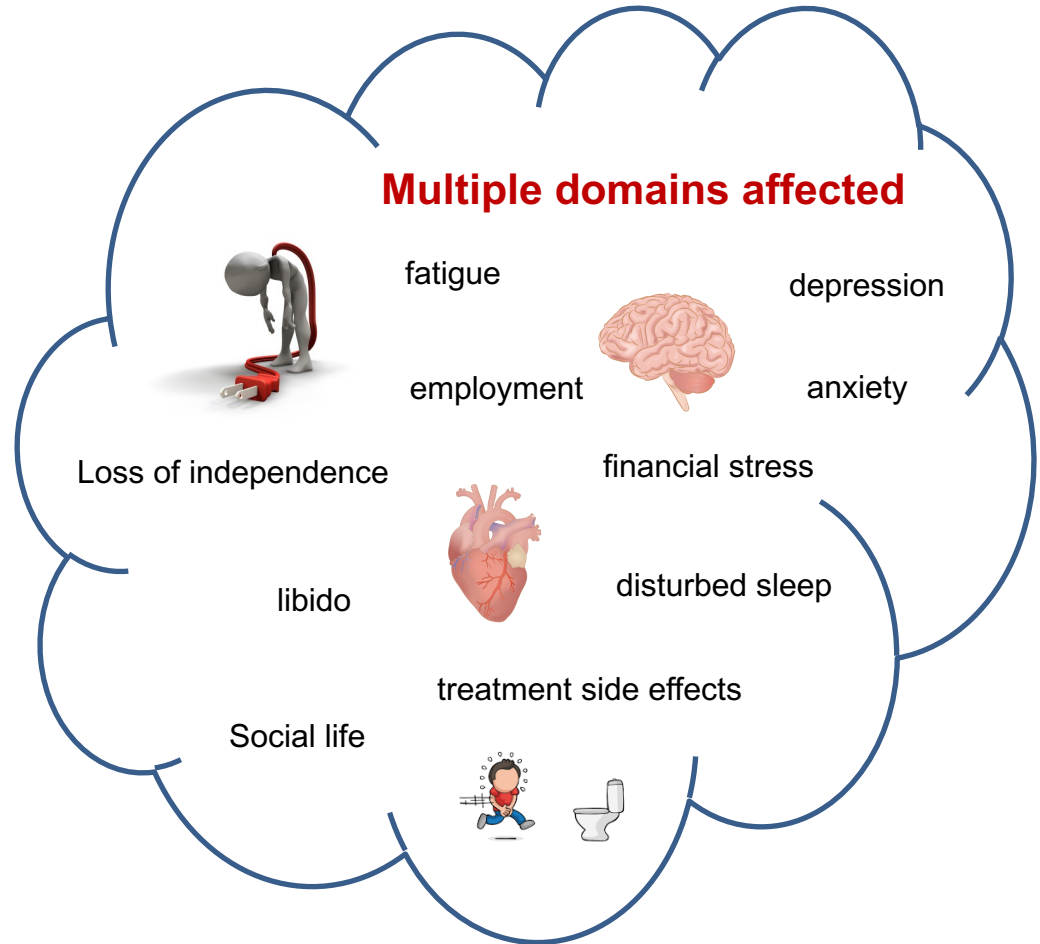 Multiple domains affected
fatigue
depression
employment
anxiety
Loss of independence
financial stress
libido
disturbed sleep
treatment side effects
Social life